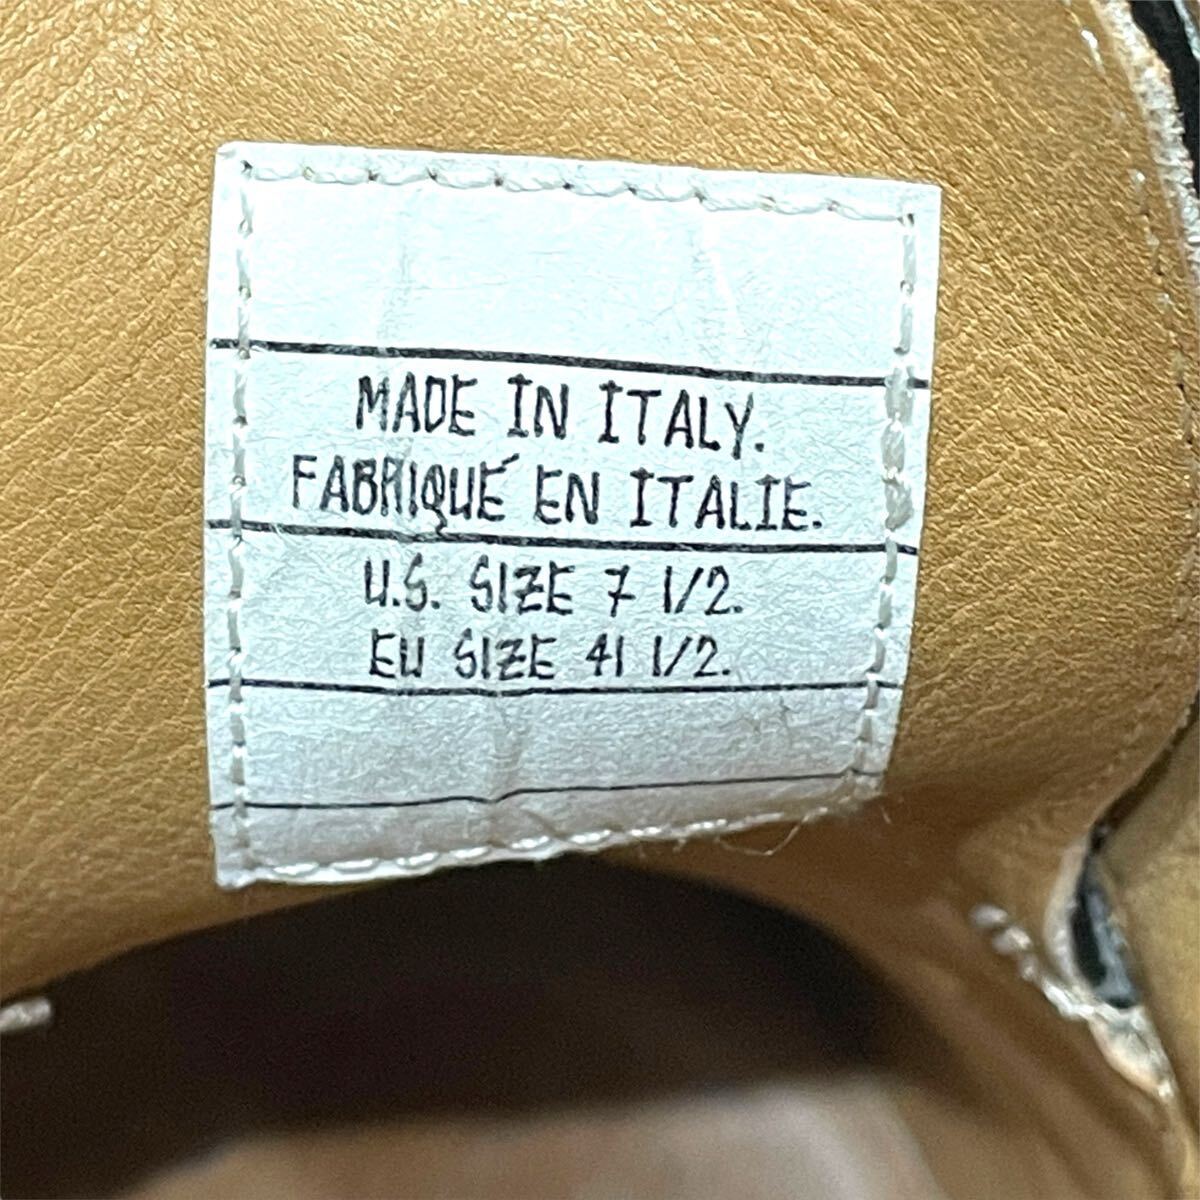 MADE IN ITALY.
FABRIQUÉ EN ITALIE.
U.S. SIZE 7 1/2.
EU SIZE 41 1/2.